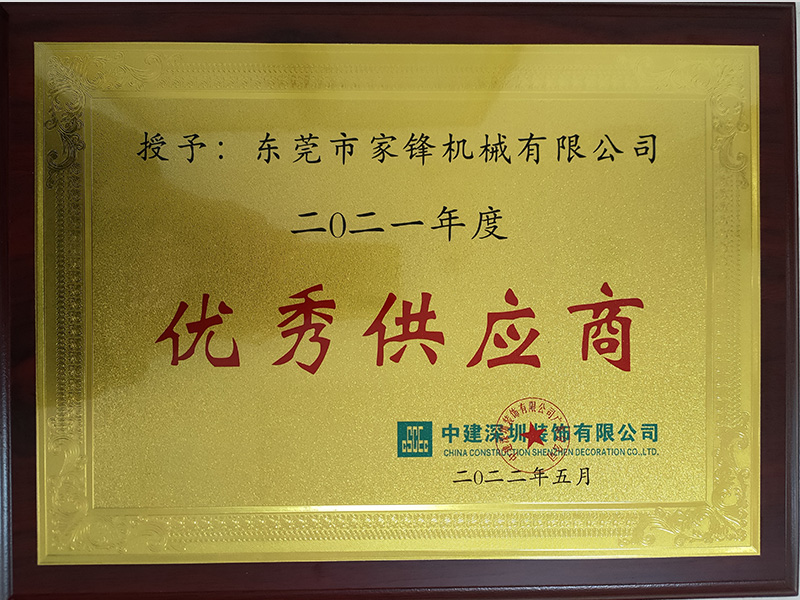 授予：东莞市家锋机械有限公司
二0二一年度
优秀供应商
CSCEC
中建深圳装饰有限公司
CHINA CONSTRUCTION SHENZHEN DECORATION CO.,LTD.
二0二二年五月